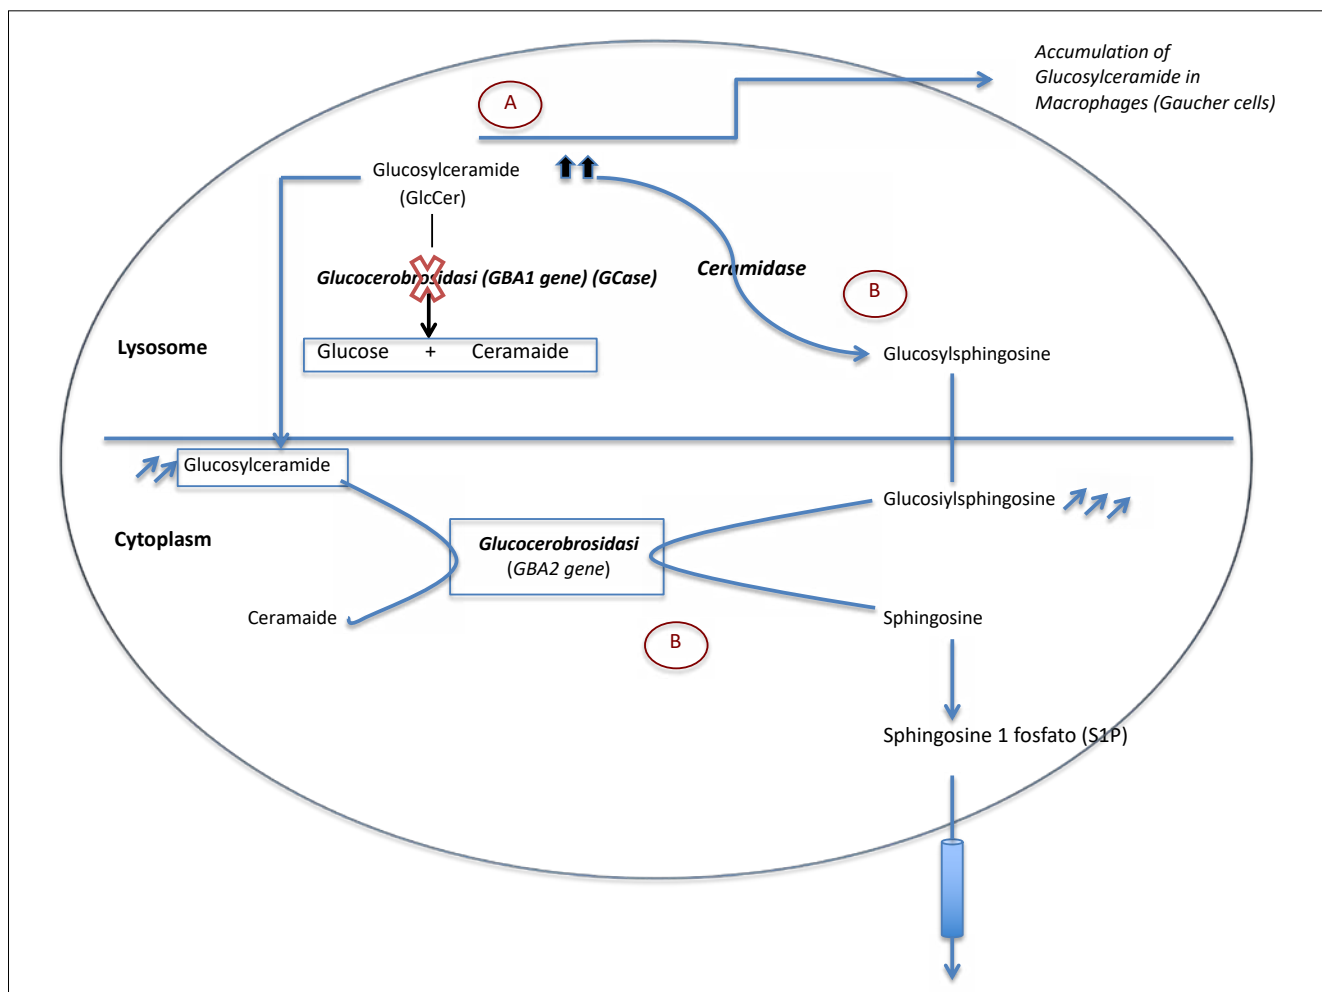 Accumulation of
Glucosylceramide in
Macrophages (Gaucher cells)
A
Glucosylceramide
(GlcCer)
Glucocerobrosidasi (GBA1 gene) (GCase)
Ceramidase
B
Lysosome
Glucose + Ceramaide
Glucosylsphingosine
Glucosylceramide
Glucosiylsphingosine
Cytoplasm
Glucocerobrosidasi
(GBA2 gene)
Ceramaide
Sphingosine
B
Sphingosine 1 fosfato (S1P)